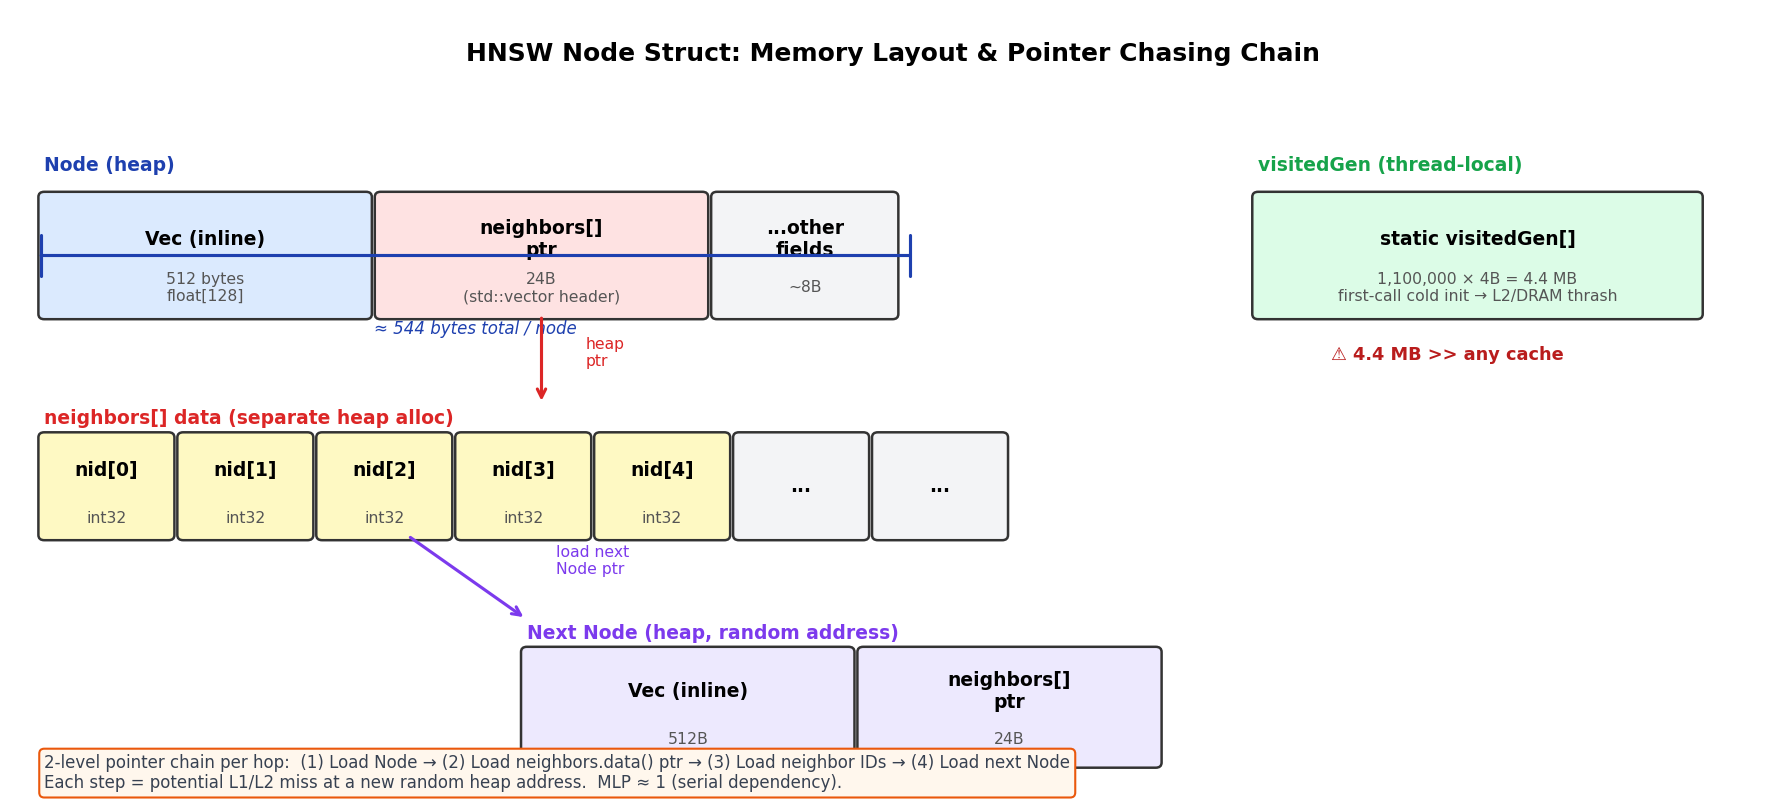 HNSW Node Struct: Memory Layout & Pointer Chasing Chain
Node (heap)
Vec (inline)
512 bytes
float[128]
neighbors[]
ptr
24B
(std::vector header)
...other
fields
~8B
≈ 544 bytes total / node
heap
ptr
visitedGen (thread-local)
static visitedGen[]
1,100,000 × 4B = 4.4 MB
first-call cold init → L2/DRAM thrash
⚠ 4.4 MB >> any cache
neighbors[] data (separate heap alloc)
nid[0]
int32
nid[1]
int32
nid[2]
int32
nid[3]
int32
nid[4]
int32
...
...
load next
Node ptr
Next Node (heap, random address)
Vec (inline)
512B
neighbors[]
ptr
24B
2-level pointer chain per hop:  (1) Load Node → (2) Load neighbors.data() ptr → (3) Load neighbor IDs → (4) Load next Node
Each step = potential L1/L2 miss at a new random heap address.  MLP ≈ 1 (serial dependency).